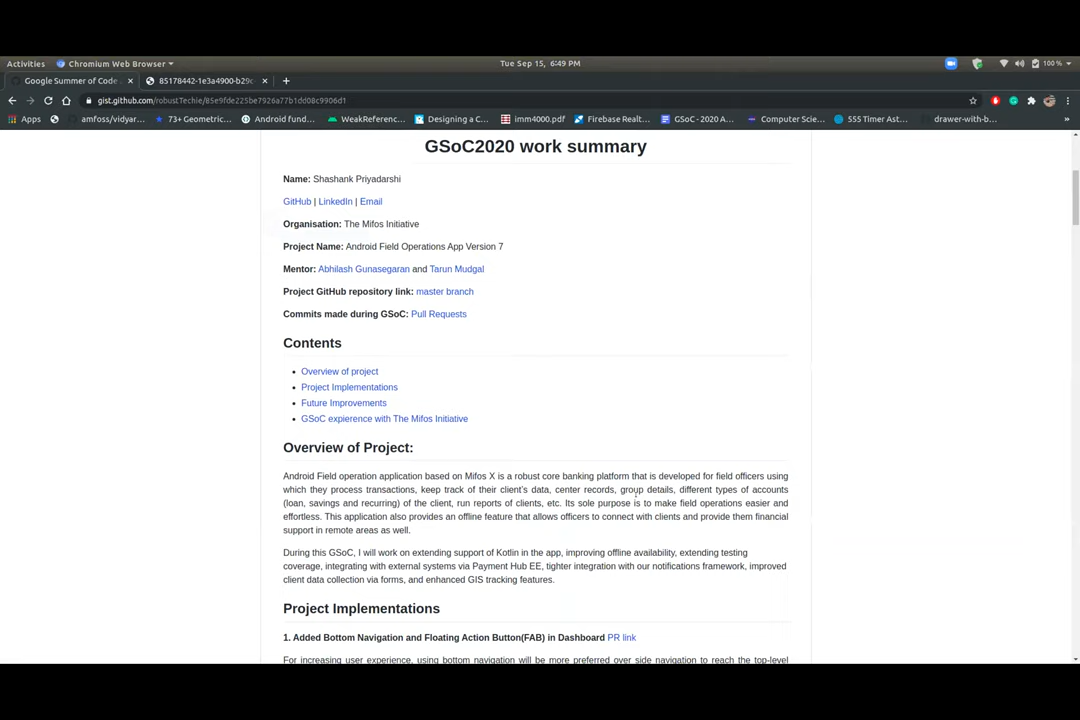 Activities Chromium Web Browser Tue Sep 15, 6:49 PM 100 %
Google Summer of Code 85178442-1e3a4900-b29c
gist.github.com/robustTechie/85e9fde225be7926a77b1dd08c9906d1
Apps amfoss/vidyar... 73+ Geometric... Android fund... WeakReferenc... Designing a C... imm4000.pdf Firebase Realt... GSoC - 2020 A... Computer Scie... 555 Timer Ast... drawer-with-b... »
GSoC2020 work summary
Name: Shashank Priyadarshi
GitHub | LinkedIn | Email
Organisation: The Mifos Initiative
Project Name: Android Field Operations App Version 7
Mentor: Abhilash Gunasegaran and Tarun Mudgal
Project GitHub repository link: master branch
Commits made during GSoC: Pull Requests
Contents
• Overview of project
• Project Implementations
• Future Improvements
• GSoC expierence with The Mifos Initiative
Overview of Project:
Android Field operation application based on Mifos X is a robust core banking platform that is developed for field officers using
which they process transactions, keep track of their client's data, center records, group details, different types of accounts
(loan, savings and recurring) of the client, run reports of clients, etc. Its sole purpose is to make field operations easier and
effortless. This application also provides an offline feature that allows officers to connect with clients and provide them financial
support in remote areas as well.
During this GSoC, I will work on extending support of Kotlin in the app, improving offline availability, extending testing
coverage, integrating with external systems via Payment Hub EE, tighter integration with our notifications framework, improved
client data collection via forms, and enhanced GIS tracking features.
Project Implementations
1. Added Bottom Navigation and Floating Action Button(FAB) in Dashboard PR link
For increasing user experience, using bottom navigation will be more preferred over side navigation to reach the top-level